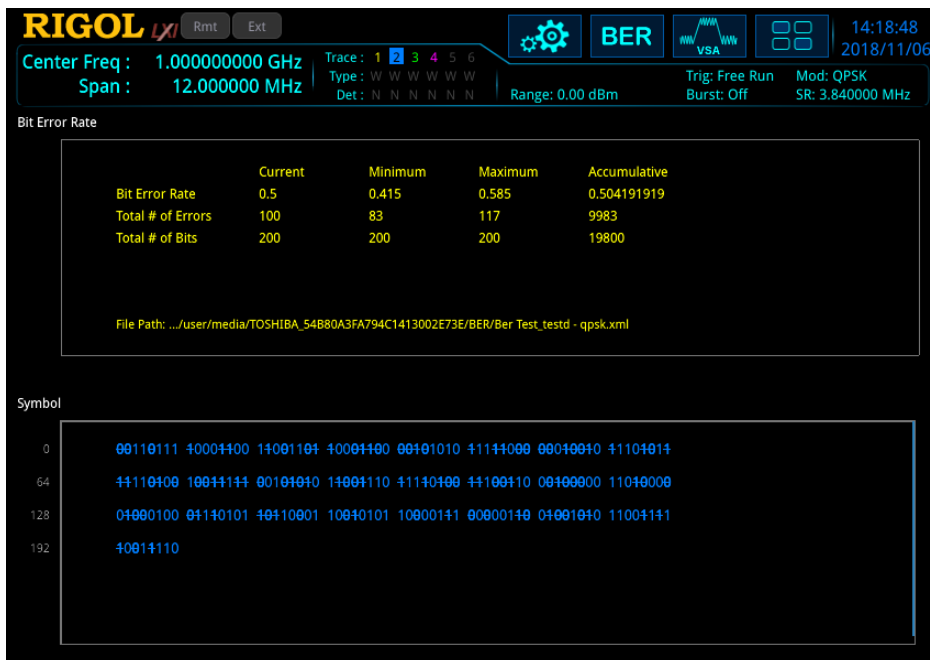 RIGOL LXI Rmt Ext BER VSA 14:18:48
2018/11/06
Center Freq : 1.000000000 GHz Trace : 1 2 3 4 5 6
Span : 12.000000 MHz Type : W W W W W W
Det : N N N N N N Range: 0.00 dBm
Trig: Free Run Mod: QPSK
Burst: Off SR: 3.840000 MHz
Bit Error Rate
Current Minimum Maximum Accumulative
Bit Error Rate 0.5 0.415 0.585 0.504191919
Total # of Errors 100 83 117 9983
Total # of Bits 200 200 200 19800
File Path: .../user/media/TOSHIBA_54B80A3FA794C1413002E73E/BER/Ber Test_testd - qpsk.xml
Symbol
0 00110111 10001100 11001101 10001100 00101010 11111000 00010010 11101011
64 11110100 10011111 00101010 11001110 11110100 11100110 00100000 11010000
128 01000100 01110101 10110001 10010101 10000111 00000110 01001010 11001111
192 10011110